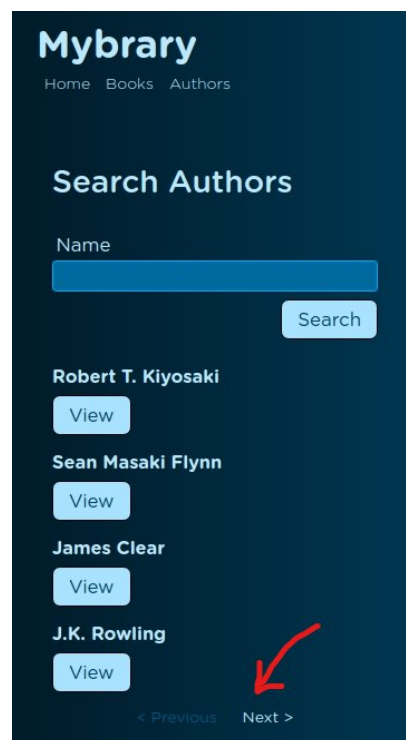 Mybrary
Home Books Authors
Search Authors
Name
Search
Robert T. Kiyosaki
View
Sean Masaki Flynn
View
James Clear
View
J.K. Rowling
View
< Previous Next >